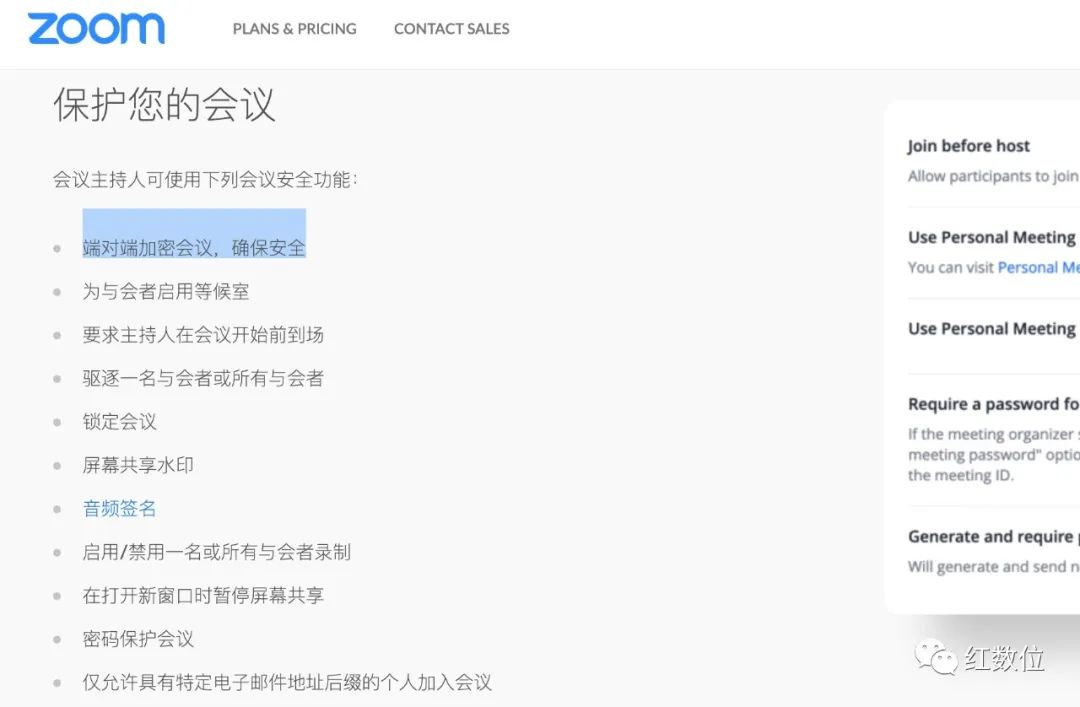 zoom
PLANS & PRICING
CONTACT SALES
保护您的会议
会议主持人可使用下列会议安全功能：
端对端加密会议，确保安全
为与会者启用等候室
要求主持人在会议开始前到场
驱逐一名与会者或所有与会者
锁定会议
屏幕共享水印
音频签名
启用/禁用一名或所有与会者录制
在打开新窗口时暂停屏幕共享
密码保护会议
仅允许具有特定电子邮件地址后缀的个人加入会议
Join before host
Allow participants to join
Use Personal Meeting
You can visit Personal Me
Use Personal Meeting
Require a password fo
If the meeting organizer s
meeting password" optio
the meeting ID.
Generate and require p
Will generate and send n
红数位